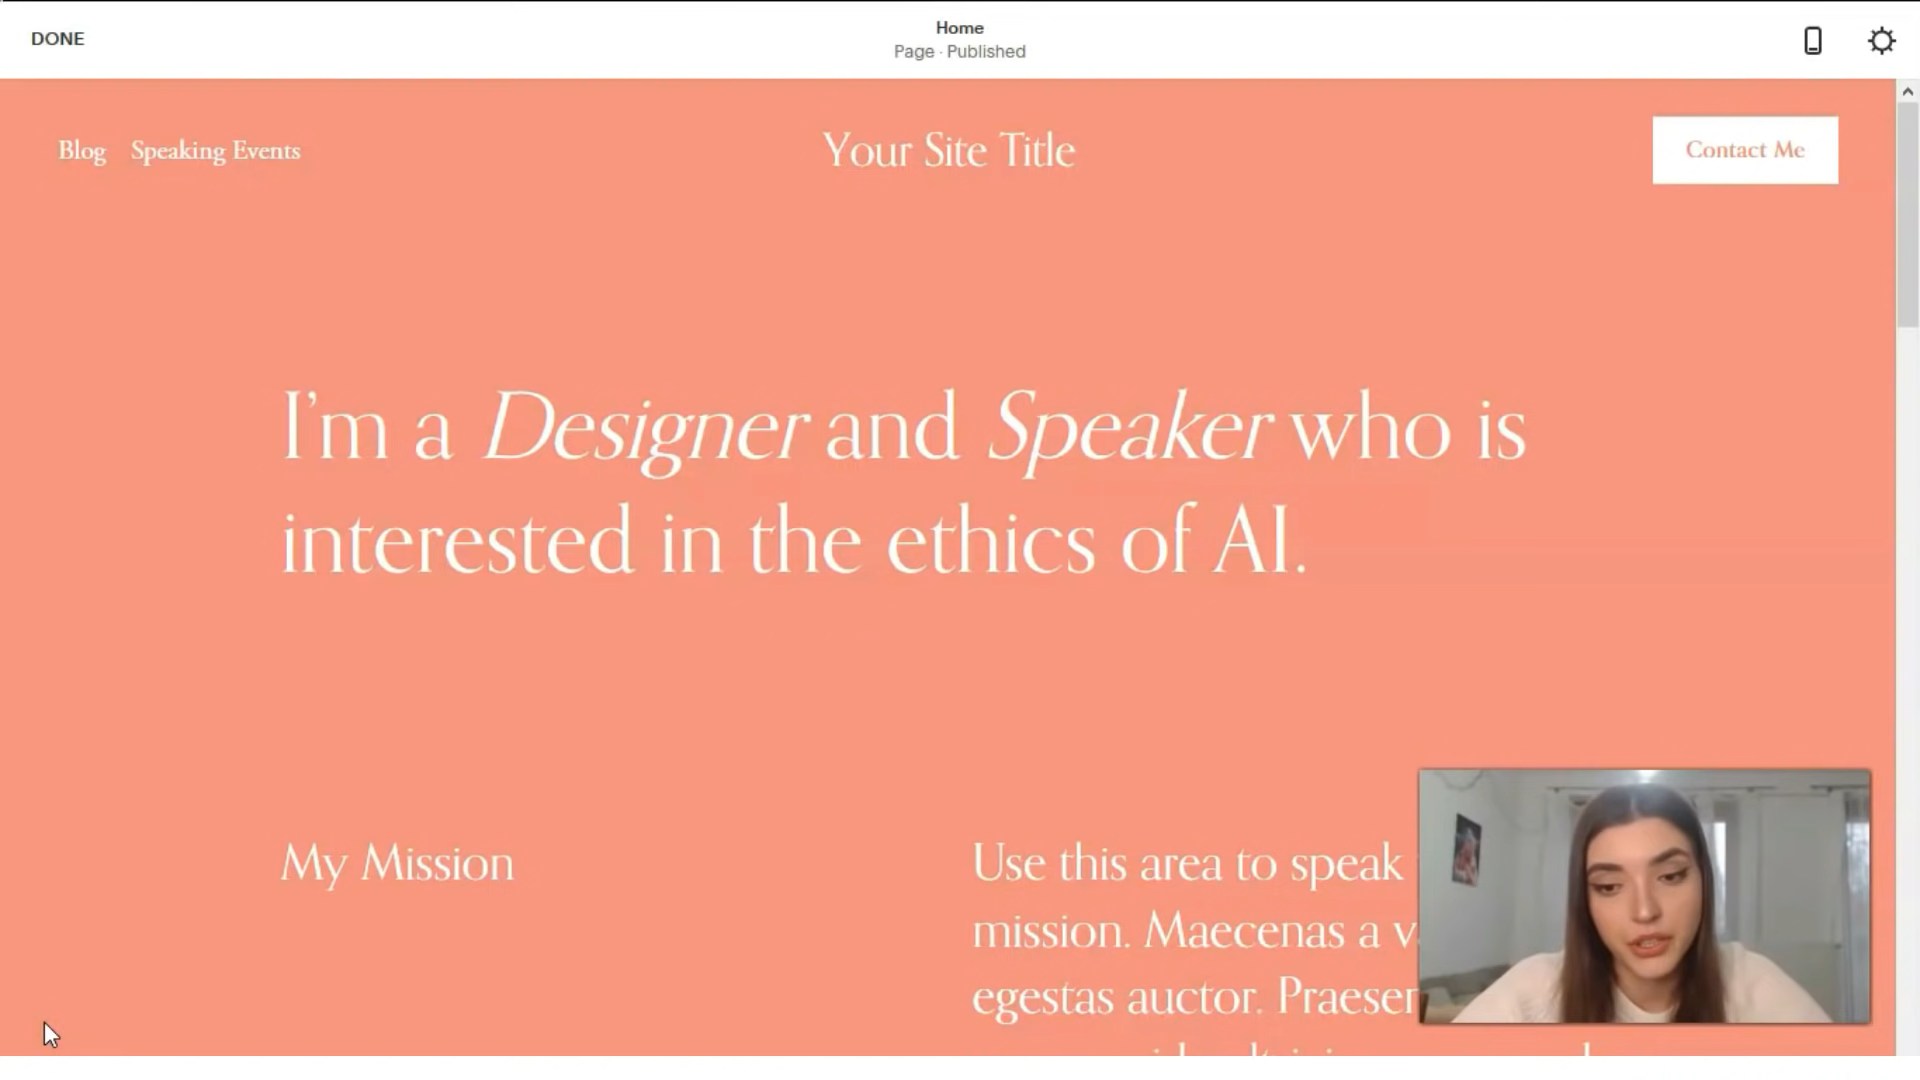 DONE
Home
Page · Published
Blog Speaking Events
Your Site Title
Contact Me
I'm a Designer and Speaker who is
interested in the ethics of AI.
My Mission
Use this area to speak
mission. Maecenas a
egestas auctor.